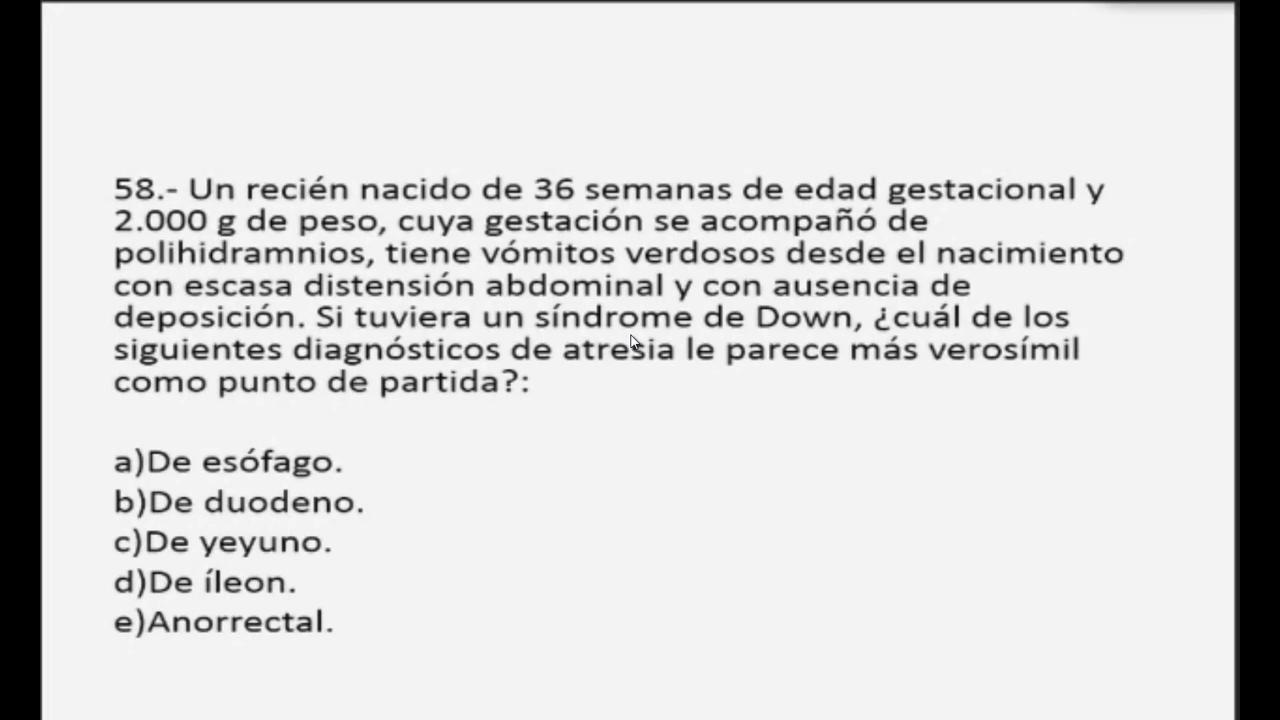 58.- Un recién nacido de 36 semanas de edad gestacional y
2.000 g de peso, cuya gestación se acompañó de
polihidramnios, tiene vómitos verdosos desde el nacimiento
con escasa distensión abdominal y con ausencia de
deposición. Si tuviera un síndrome de Down, ¿cuál de los
siguientes diagnósticos de atresia le parece más verosímil
como punto de partida?:
a)De esófago.
b)De duodeno.
c)De yeyuno.
d)De íleon.
e)Anorrectal.